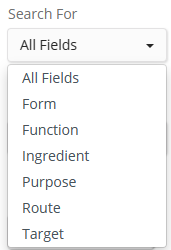 Search For
All Fields
All Fields
Form
Function
Ingredient
Purpose
Route
Target